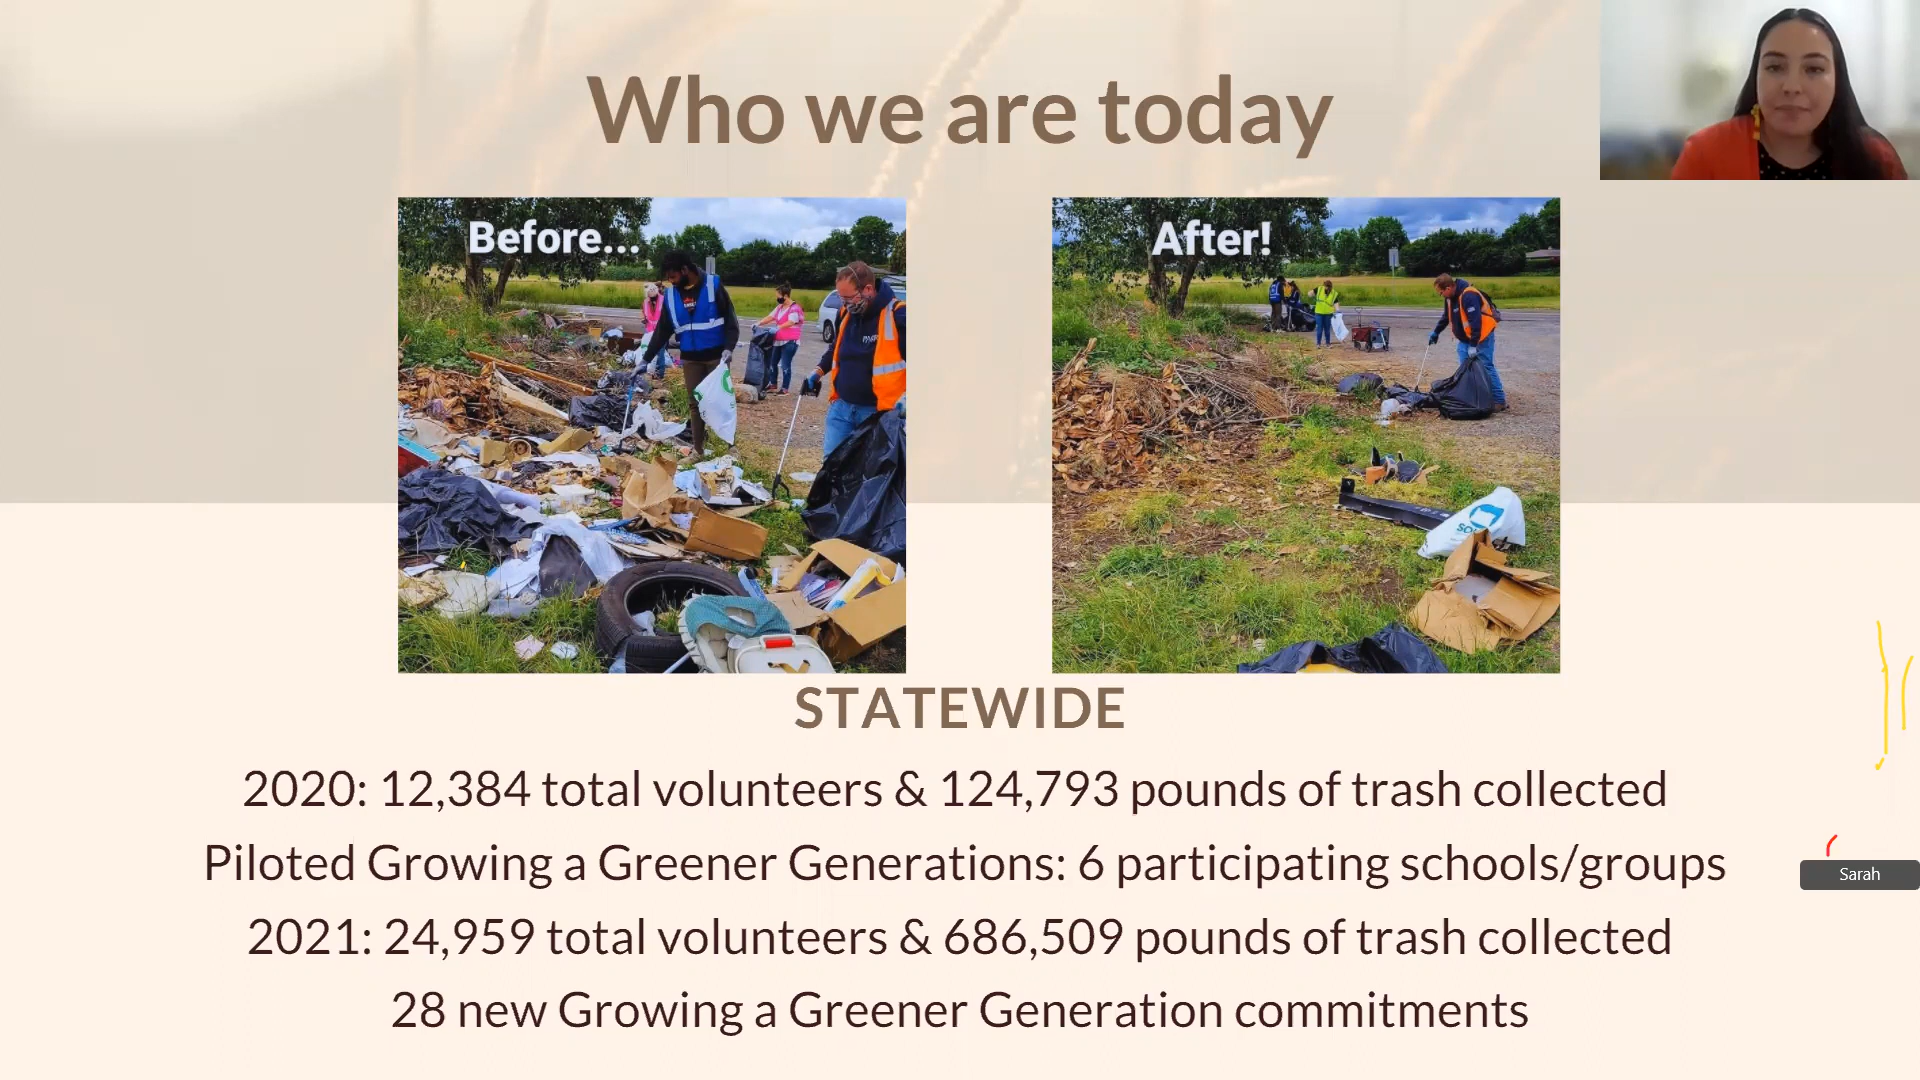 Who we are today
Before...
After!
STATEWIDE
2020: 12,384 total volunteers & 124,793 pounds of trash collected
Piloted Growing a Greener Generations: 6 participating schools/groups
Sarah
2021: 24,959 total volunteers & 686,509 pounds of trash collected
28 new Growing a Greener Generation commitments